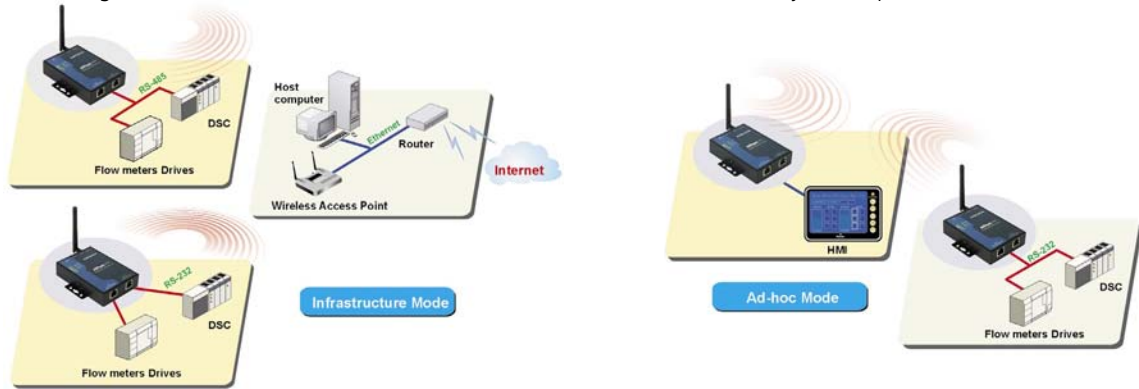 RS-485
DSC
Flow meters Drives
Host
computer
Ethernet
Router
Internet
Wireless Access Point
RS-232
DSC
Flow meters Drives
Infrastructure Mode
HMI
Ad-hoc Mode
RS-232
DSC
Flow meters Drives